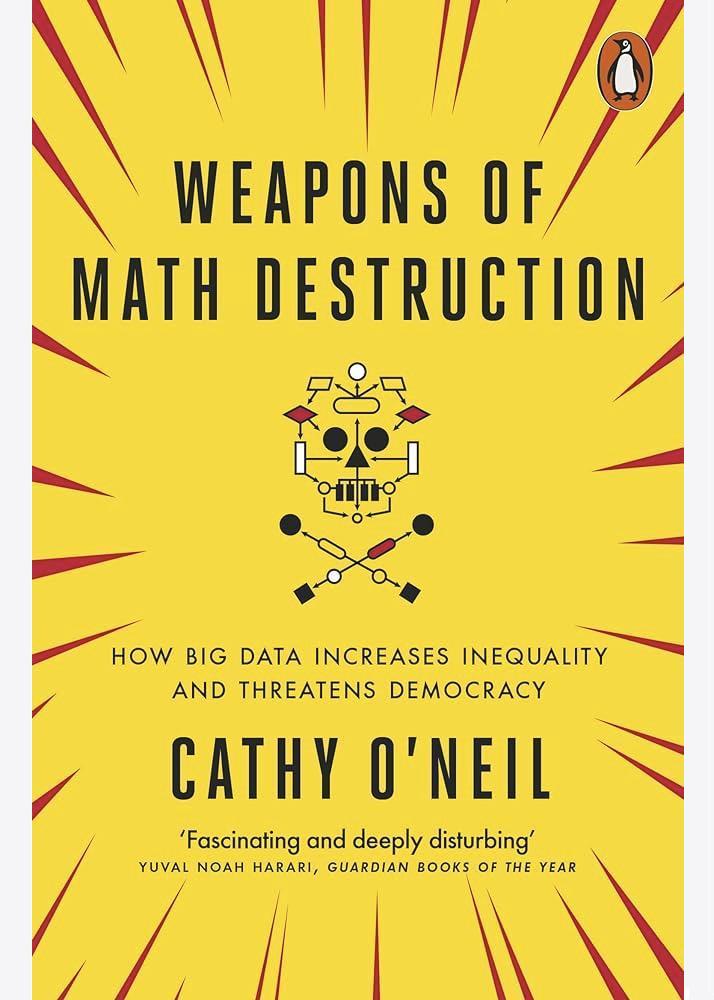 WEAPONS OF
MATH DESTRUCTION
HOW BIG DATA INCREASES INEQUALITY
AND THREATENS DEMOCRACY
CATHY O'NEIL
‘Fascinating and deeply disturbing’
YUVAL NOAH HARARI, GUARDIAN BOOKS OF THE YEAR